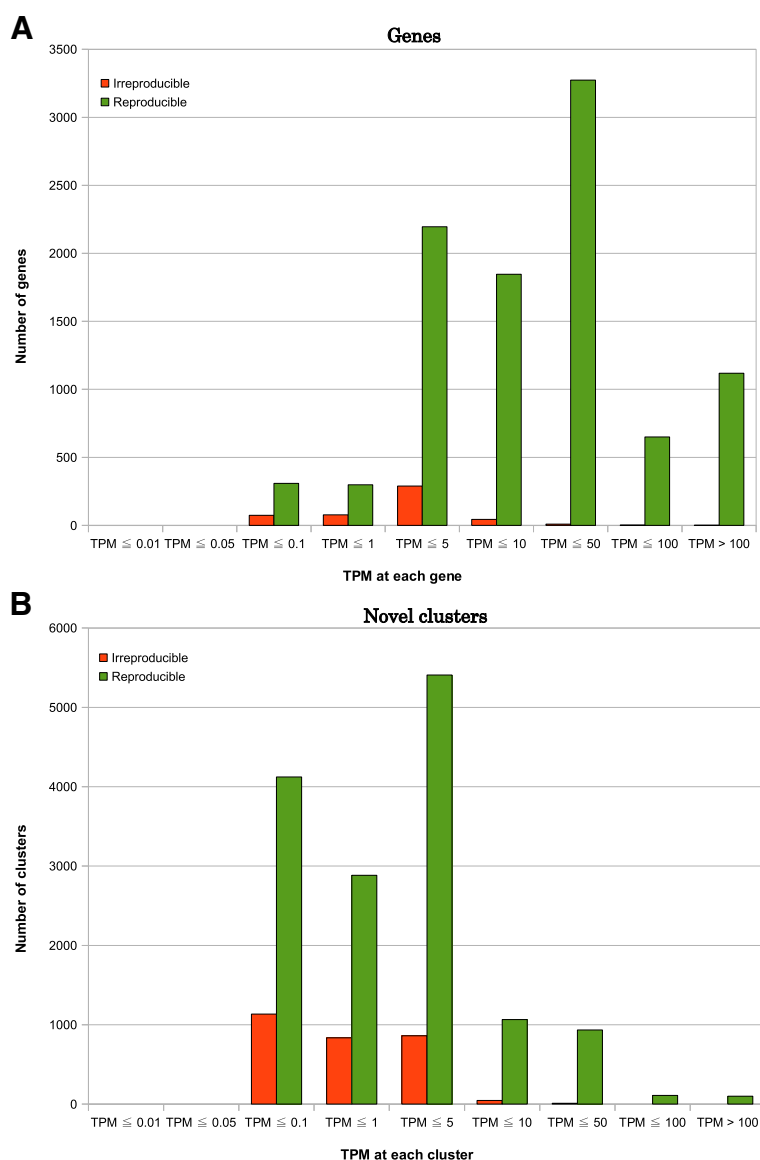 A
Genes
3500
3000
2500
2000
1500
1000
500
0
Irreproducible
Reproducible
Number of genes
TPM ≦ 0.01 TPM ≦ 0.05 TPM ≦ 0.1 TPM ≦ 1 TPM ≦ 5 TPM ≦ 10 TPM ≦ 50 TPM ≦ 100 TPM > 100
TPM at each gene
B
Novel clusters
6000
5000
4000
3000
2000
1000
0
Irreproducible
Reproducible
Number of clusters
TPM ≦ 0.01 TPM ≦ 0.05 TPM ≦ 0.1 TPM ≦ 1 TPM ≦ 5 TPM ≦ 10 TPM ≦ 50 TPM ≦ 100 TPM > 100
TPM at each cluster